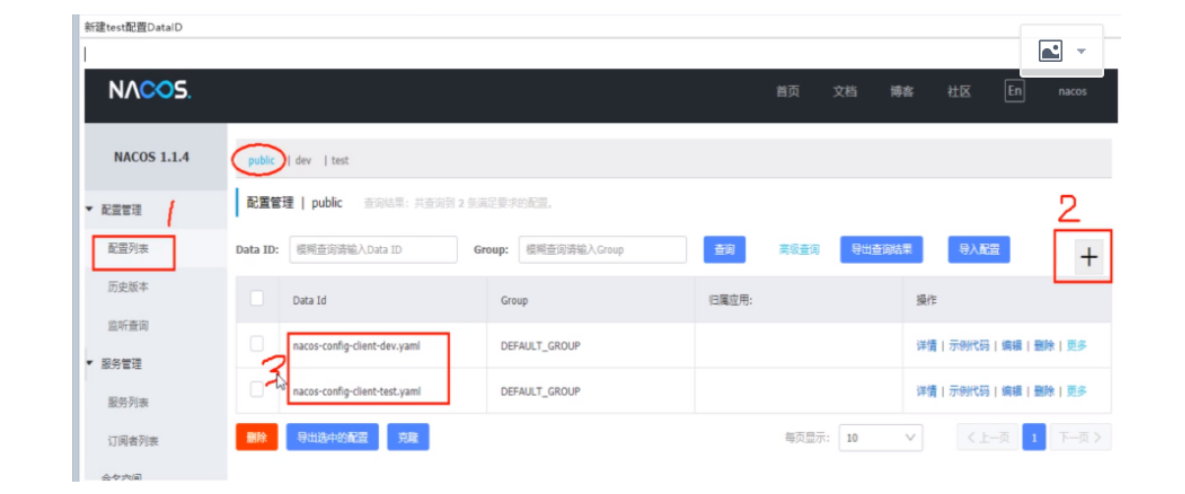 新建test配置DataID
NACOS.
首页 文档 博客 社区 En nacos
NACOS 1.1.4
public | dev | test
配置管理
1
配置管理 | public 查询结果:共查询到 2 条满足要求的配置。
2
配置列表
Data ID: 模糊查询请输入Data ID Group: 模糊查询请输入Group 查询 高级查询 导出查询结果 导入配置 +
历史版本
Data Id Group 归属应用: 操作
监听查询
nacos-config-client-dev.yaml DEFAULT_GROUP 详情 | 示例代码 | 编辑 | 删除 | 更多
3
服务管理
nacos-config-client-test.yaml DEFAULT_GROUP 详情 | 示例代码 | 编辑 | 删除 | 更多
服务列表
删除 导出选中的配置 克隆 每页显示: 10 < 上一页 1 下一页 >
订阅者列表
命名空间